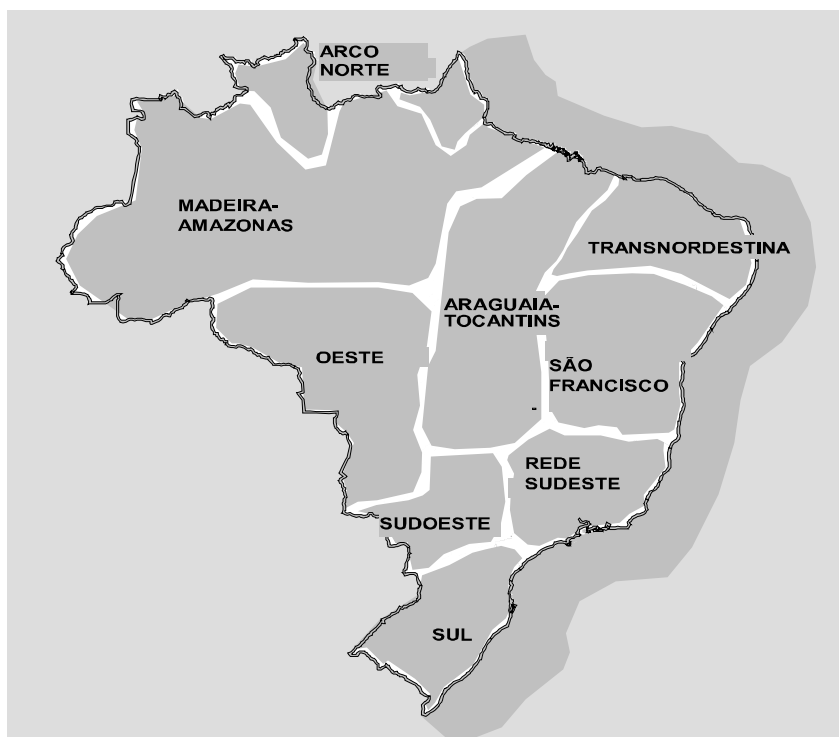 ARCO
NORTE
MADEIRA-
AMAZONAS
TRANSNORDESTINA
ARAGUAIA-
TOCANTINS
OESTE
SÃO
FRANCISCO
REDE
SUDESTE
SUDOESTE
SUL